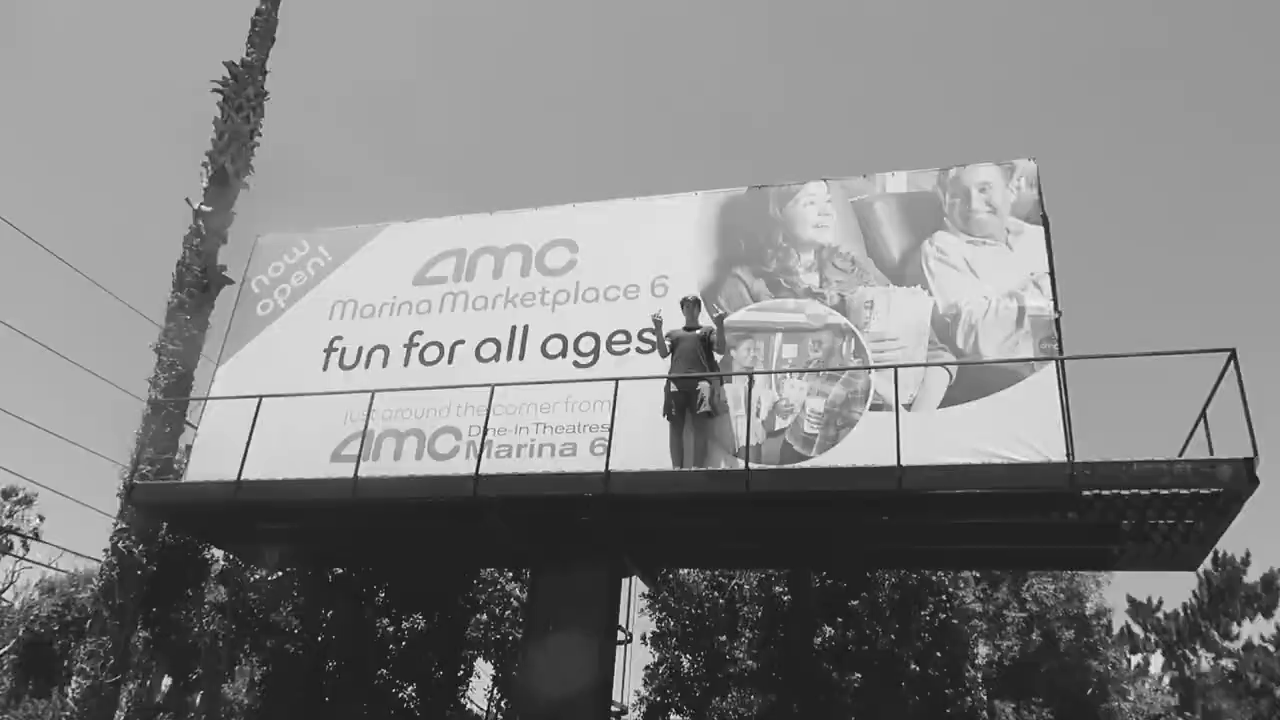 now
open!
amc
Marina Marketplace 6
fun for all ages
just around the corner from
amc Dine-In Theatres
Marina 6
amc